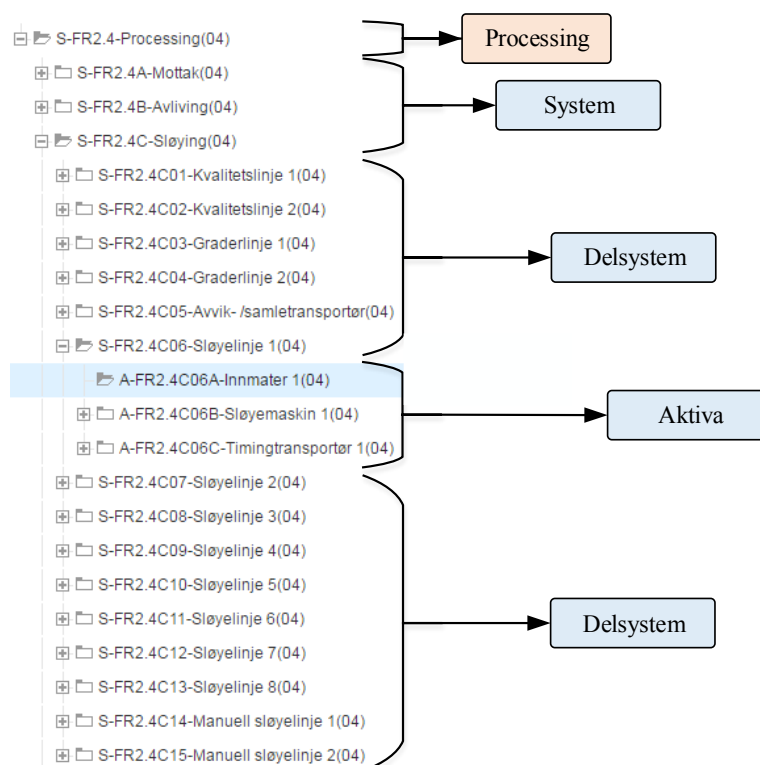 S-FR2.4-Processing(04)
Processing
S-FR2.4A-Mottak(04)
S-FR2.4B-Avliving(04)
System
S-FR2.4C-Sløying(04)
S-FR2.4C01-Kvalitetslinje 1(04)
S-FR2.4C02-Kvalitetslinje 2(04)
S-FR2.4C03-Graderlinje 1(04)
Delsystem
S-FR2.4C04-Graderlinje 2(04)
S-FR2.4C05-Avvik- /samletransportør(04)
S-FR2.4C06-Sløyelinje 1(04)
A-FR2.4C06A-Innmater 1(04)
A-FR2.4C06B-Sløyemaskin 1(04)
Aktiva
A-FR2.4C06C-Timingtransportør 1(04)
S-FR2.4C07-Sløyelinje 2(04)
S-FR2.4C08-Sløyelinje 3(04)
S-FR2.4C09-Sløyelinje 4(04)
S-FR2.4C10-Sløyelinje 5(04)
S-FR2.4C11-Sløyelinje 6(04)
Delsystem
S-FR2.4C12-Sløyelinje 7(04)
S-FR2.4C13-Sløyelinje 8(04)
S-FR2.4C14-Manuell sløyelinje 1(04)
S-FR2.4C15-Manuell sløyelinje 2(04)